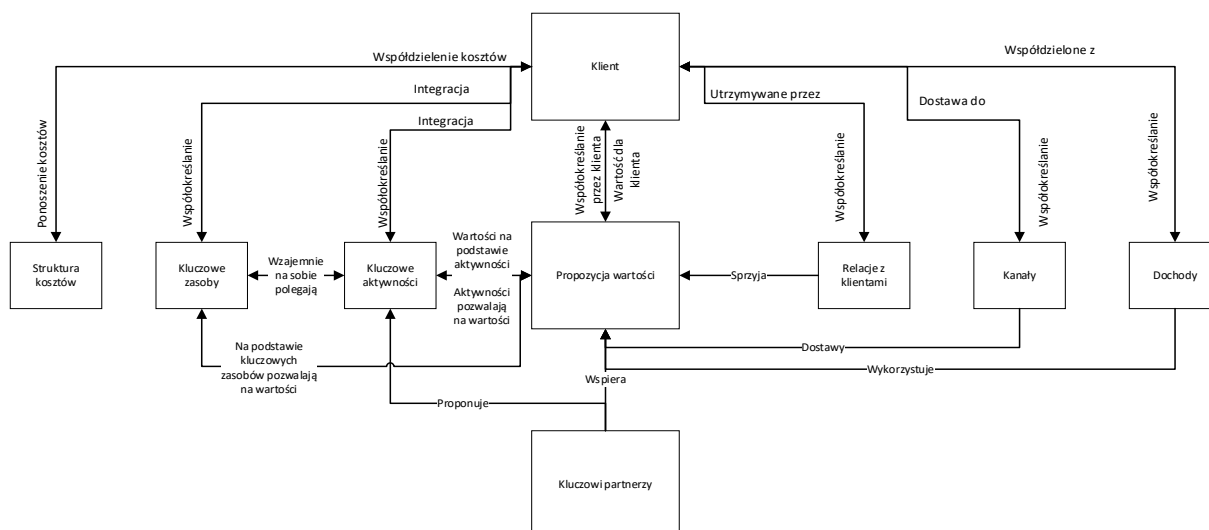 Współdzielenie kosztów
Klient
Współdzielone z
Integracja
Utrzymywane przez
Integracja
Dostawa do
Ponoszenie kosztów
Współokreślanie
Współokreślanie
Współokreślanie
przez klienta
Wartość dla
klienta
Współokreślanie
Współokreślanie
Współokreślanie
Struktura
kosztów
Kluczowe
zasoby
Wzajemnie
na sobie
polegają
Kluczowe
aktywności
Wartości na
podstawie
aktywności
Aktywności
pozwalają
na wartości
Propozycja wartości
Sprzyja
Relacje z
klientami
Kanały
Dochody
Na podstawie
kluczowych
zasobów pozwalają
na wartości
Dostawy
Wykorzystuje
Wspiera
Proponuje
Kluczowi partnerzy